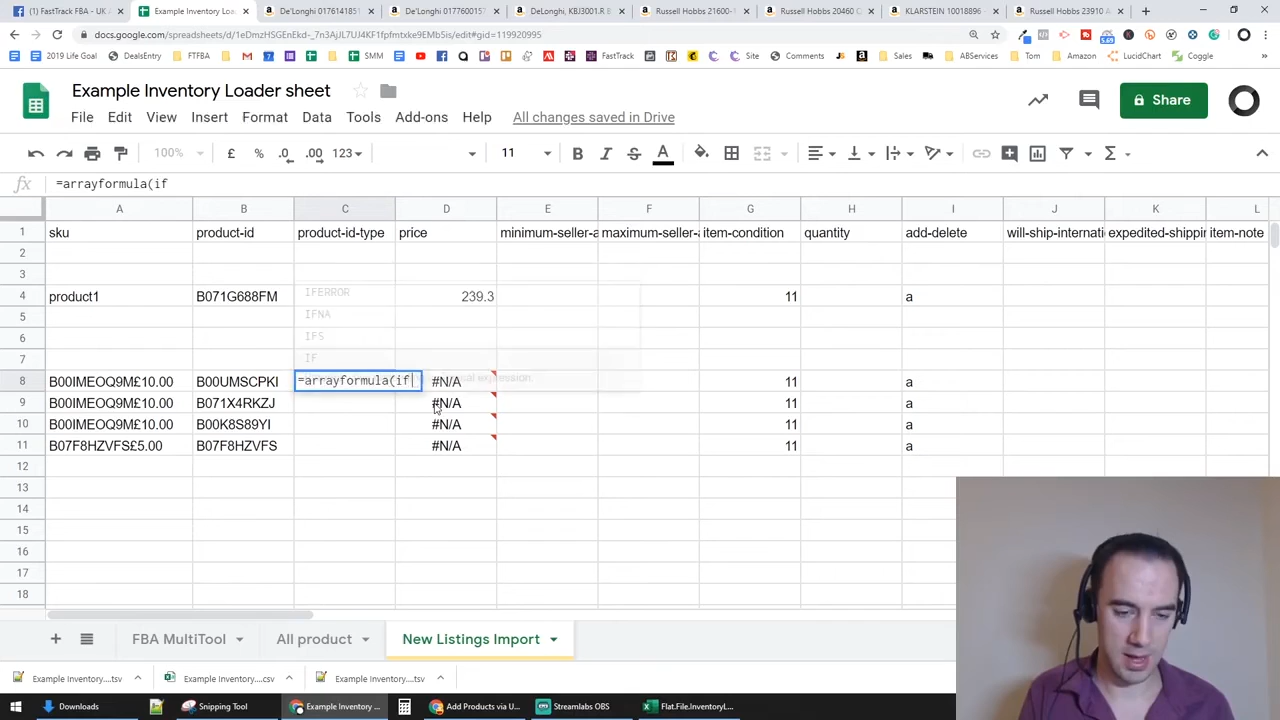 (1) FastTrack FBA – UK A
Example Inventory Loader
De'Longhi 0176141851
De'Longhi 0177600157
DeLonghi, KBJ3001.R B
Russell Hobbs 21600-1
Russell Hobbs 20460 Q
KLARSTEIN 10018896 -
Russell Hobbs 23910 A
docs.google.com/spreadsheets/d/1eDmzHSGEnEkd-_7n3AjL7UJ4KF1fpfmtxke9EMb5is/edit#gid=119920995
2019 Life Goal
DealsEntry
FTFBA
SMM
FastTrack
Site
Comments
Sales
ABServices
Tom
Amazon
LucidChart
Coggle
Example Inventory Loader sheet
Share
File Edit View Insert Format Data Tools Add-ons Help All changes saved in Drive
100% £ % .0 .00 123 11 B I S A Σ
fx =arrayformula(if
A B C D E F G H I J K L
1 sku product-id product-id-type price minimum-seller-a maximum-seller- item-condition quantity add-delete will-ship-internati expedited-shippin item-note
2
3
IFERROR
4 product1 B071G688FM 239.3 11 a
IFNA
5
IFS
6
IF
7
8 B00IMEOQ9M£10.00 B00UMSCPKI =arrayformula(if #N/A 11 a
9 B00IMEOQ9M£10.00 B071X4RKZJ #N/A 11 a
10 B00IMEOQ9M£10.00 B00K8S89YI #N/A 11 a
11 B07F8HZVFS£5.00 B07F8HZVFS #N/A 11 a
12
13
14
15
16
17
18
FBA MultiTool All product New Listings Import
Example Inventory....tsv
Example Inventory....csv
Example Inventory....tsv
Downloads
Snipping Tool
Example Inventory ...
Add Products via U...
Streamlabs OBS
Flat.File.InventoryL...